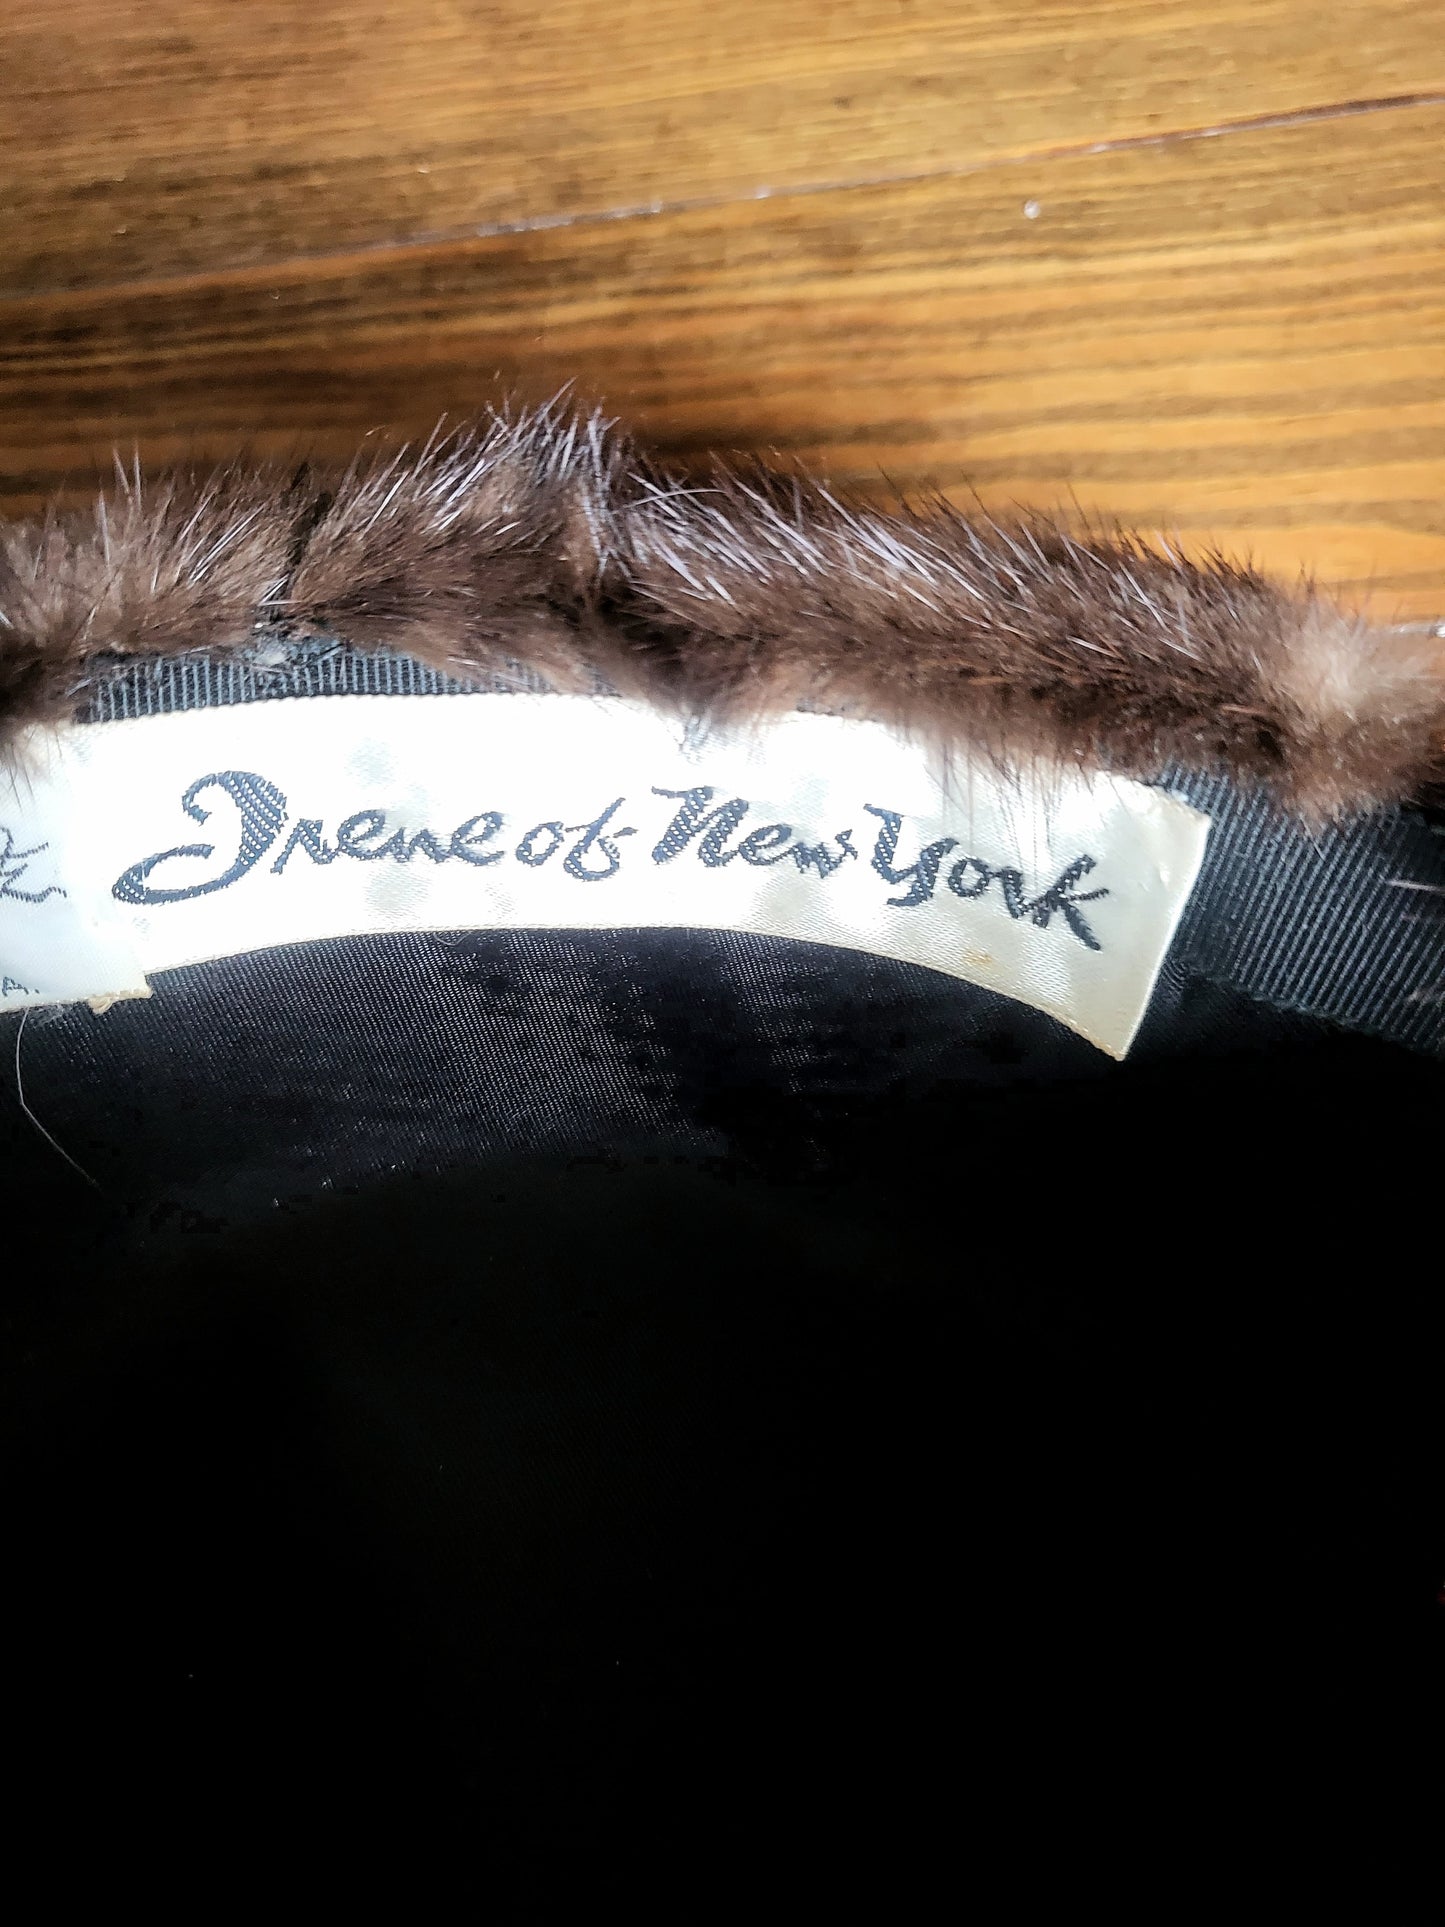 Irene of New York
A.